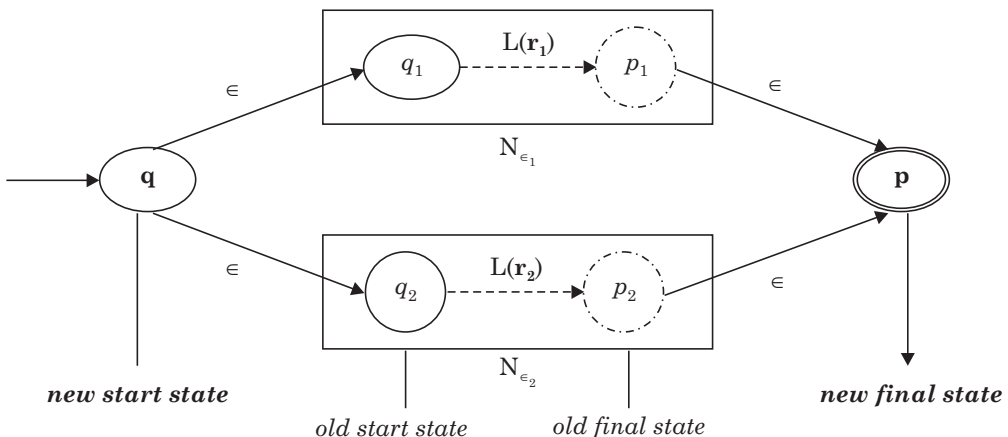 L(r₁)
q₁
p₁
∈
∈
N∈₁
q
p
L(r₂)
∈
∈
q₂
p₂
N∈₂
new start state
new final state
old start state
old final state